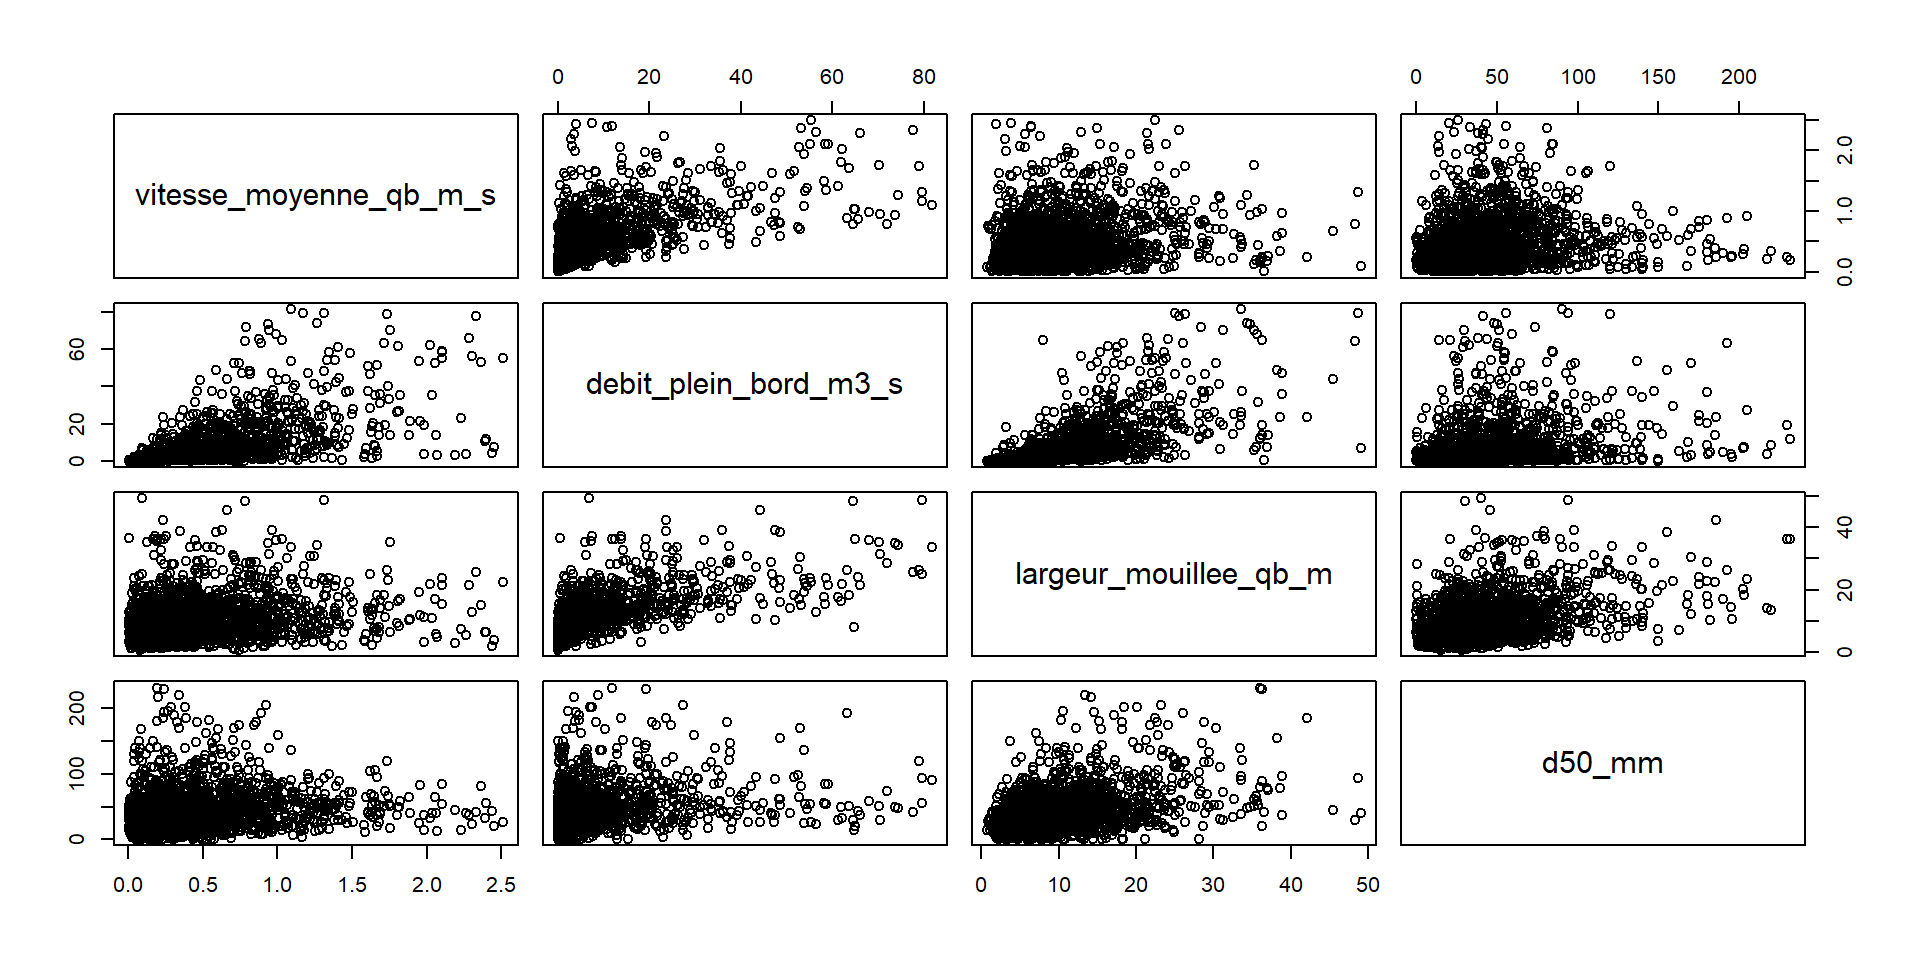 0 20 40 60 80 0 50 100 150 200
vitesse_moyenne_qb_m_s 0.0 1.0 2.0
0 20 60 debit_plein_bord_m3_s
largeur_mouillee_qb_m 0 20 40
0 100 200 d50_mm
0.0 0.5 1.0 1.5 2.0 2.5 0 10 20 30 40 50